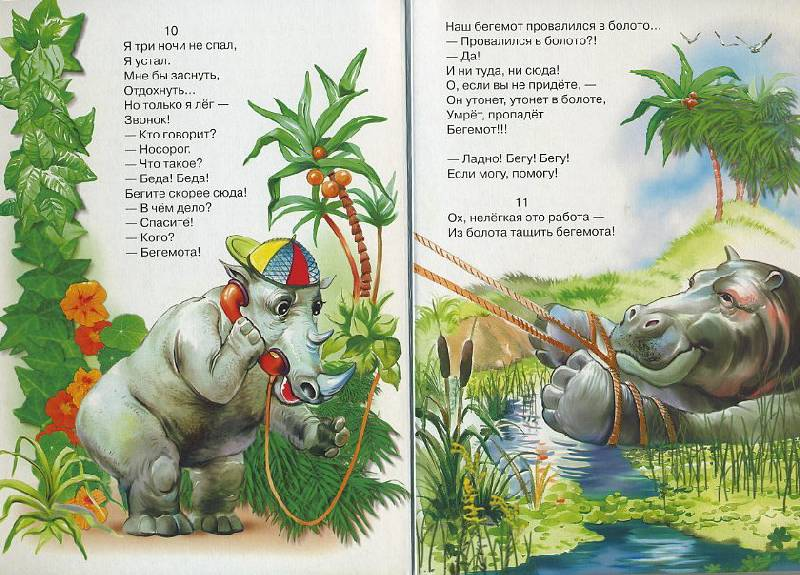 10
Я три ночи не спал,
Я устал.
Мне бы заснуть,
Отдохнуть...
Но только я лёг —
Звонок!
— Кто говорит?
— Носорог.
— Что такое?
— Беда! Беда!
Бегите скорее сюда!
— В чём дело?
— Спасите!
— Кого?
— Бегемота!
Наш бегемот провалился в болото...
— Провалился в болото?!
— Да!
И ни туда, ни сюда!
О, если вы не придёте, —
Он утонет, утонет в болоте,
Умрёт, пропадёт
Бегемот!!!
— Ладно! Бегу! Бегу!
Если могу, помогу!
11
Ох, нелёгкая это работа —
Из болота тащить бегемота!